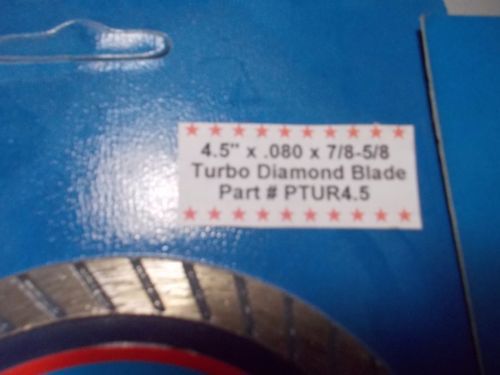 4.5" x .080 x 7/8-5/8
Turbo Diamond Blade
Part # PTUR4.5